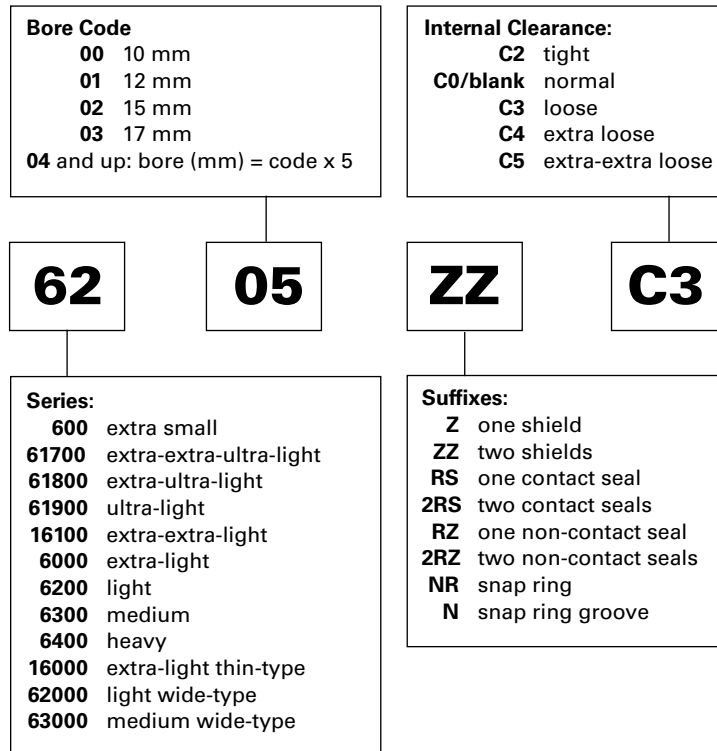 Bore Code
00 10 mm
01 12 mm
02 15 mm
03 17 mm
04 and up: bore (mm) = code x 5
Internal Clearance:
C2 tight
C0/blank normal
C3 loose
C4 extra loose
C5 extra-extra loose
62 05 ZZ C3
Series:
600 extra small
61700 extra-extra-ultra-light
61800 extra-ultra-light
61900 ultra-light
16100 extra-extra-light
6000 extra-light
6200 light
6300 medium
6400 heavy
16000 extra-light thin-type
62000 light wide-type
63000 medium wide-type
Suffixes:
Z one shield
ZZ two shields
RS one contact seal
2RS two contact seals
RZ one non-contact seal
2RZ two non-contact seals
NR snap ring
N snap ring groove